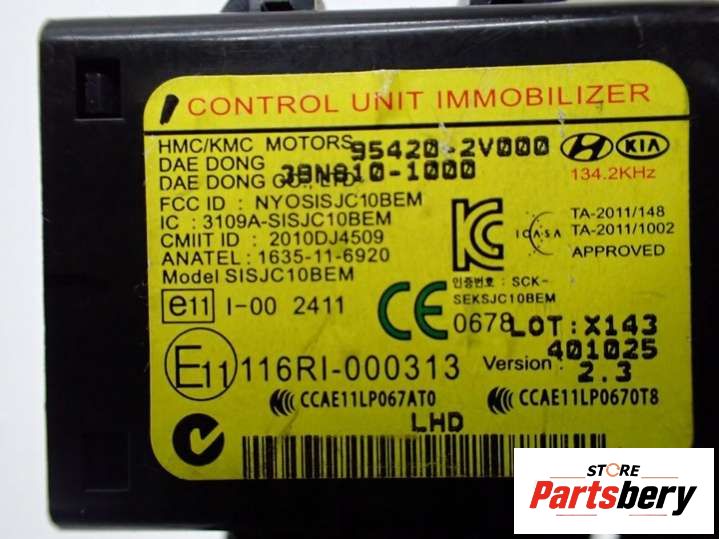 CONTROL UNIT IMMOBILIZER
HMC/KMC MOTORS 95420-2V000
DAE DONG 39N810-1000
DAE DONG CO., LTD
KIA
134.2KHz
FCC ID : NYOSISJC10BEM
IC : 3109A-SISJC10BEM
CMIIT ID : 2010DJ4509
ANATEL : 1635-11-6920
Model SISJC10BEM
ICASA
TA-2011/148
TA-2011/1002
APPROVED
인증번호 : SCK-
SEKSJC10BEM
e11 I-00 2411
CE 0678
LOT:X143
401025
E11 116RI-000313
Version : 2.3
CCAE11LP067AT0
CCAE11LP0670T8
LHD
STORE
Partsbery